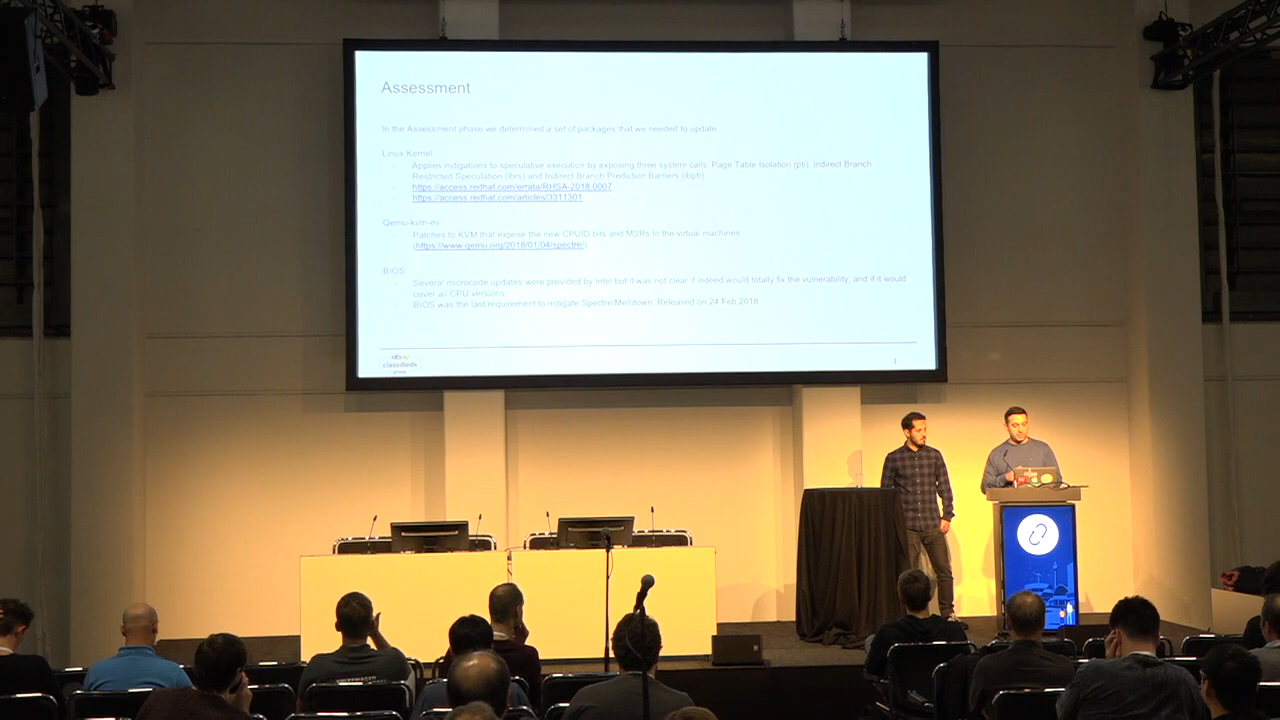 Assessment
In the Assessment phase we determined a set of packages that we needed to update
Linux Kernel
- Applies mitigations to speculative execution by exposing three system calls. Page Table Isolation (pti), Indirect Branch
Restricted Speculation (ibrs) and Indirect Branch Prediction Barriers (ibpb)
- https://access.redhat.com/errata/RHSA-2018:0007
- https://access.redhat.com/articles/3311301
Qemu-kvm-ev
- Patches to KVM that expose the new CPUID bits and MSRs to the virtual machines
(https://www.qemu.org/2018/01/04/spectre/)
BIOS
- Several microcode updates were provided by Intel but it was not clear if indeed would totally fix the vulnerability, and if it would
cover all CPU versions
- BIOS was the last requirement to mitigate Spectre/Meltdown. Released on 24 Feb 2018
ebay
classifieds
group
VOLKSWAGEN